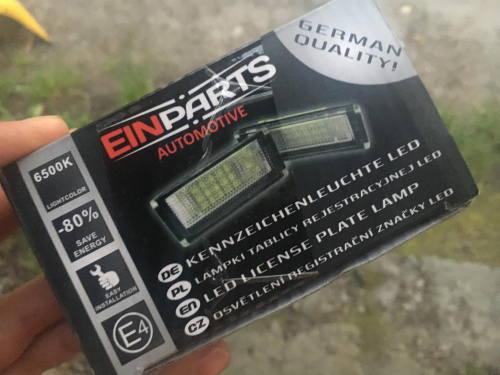 GERMAN
QUALITY!
EINPARTS
AUTOMOTIVE
6500K
LIGHTCOLOR
-80%
SAVE
ENERGY
EASY
INSTALLATION
E4
DE KENNZEICHENLEUCHTE LED
PL LAMPKI TABLICY REJESTRACYJNEJ LED
EN LED LICENSE PLATE LAMP
CZ OSVĚTLENÍ REGISTRAČNÍ ZNAČKY LED